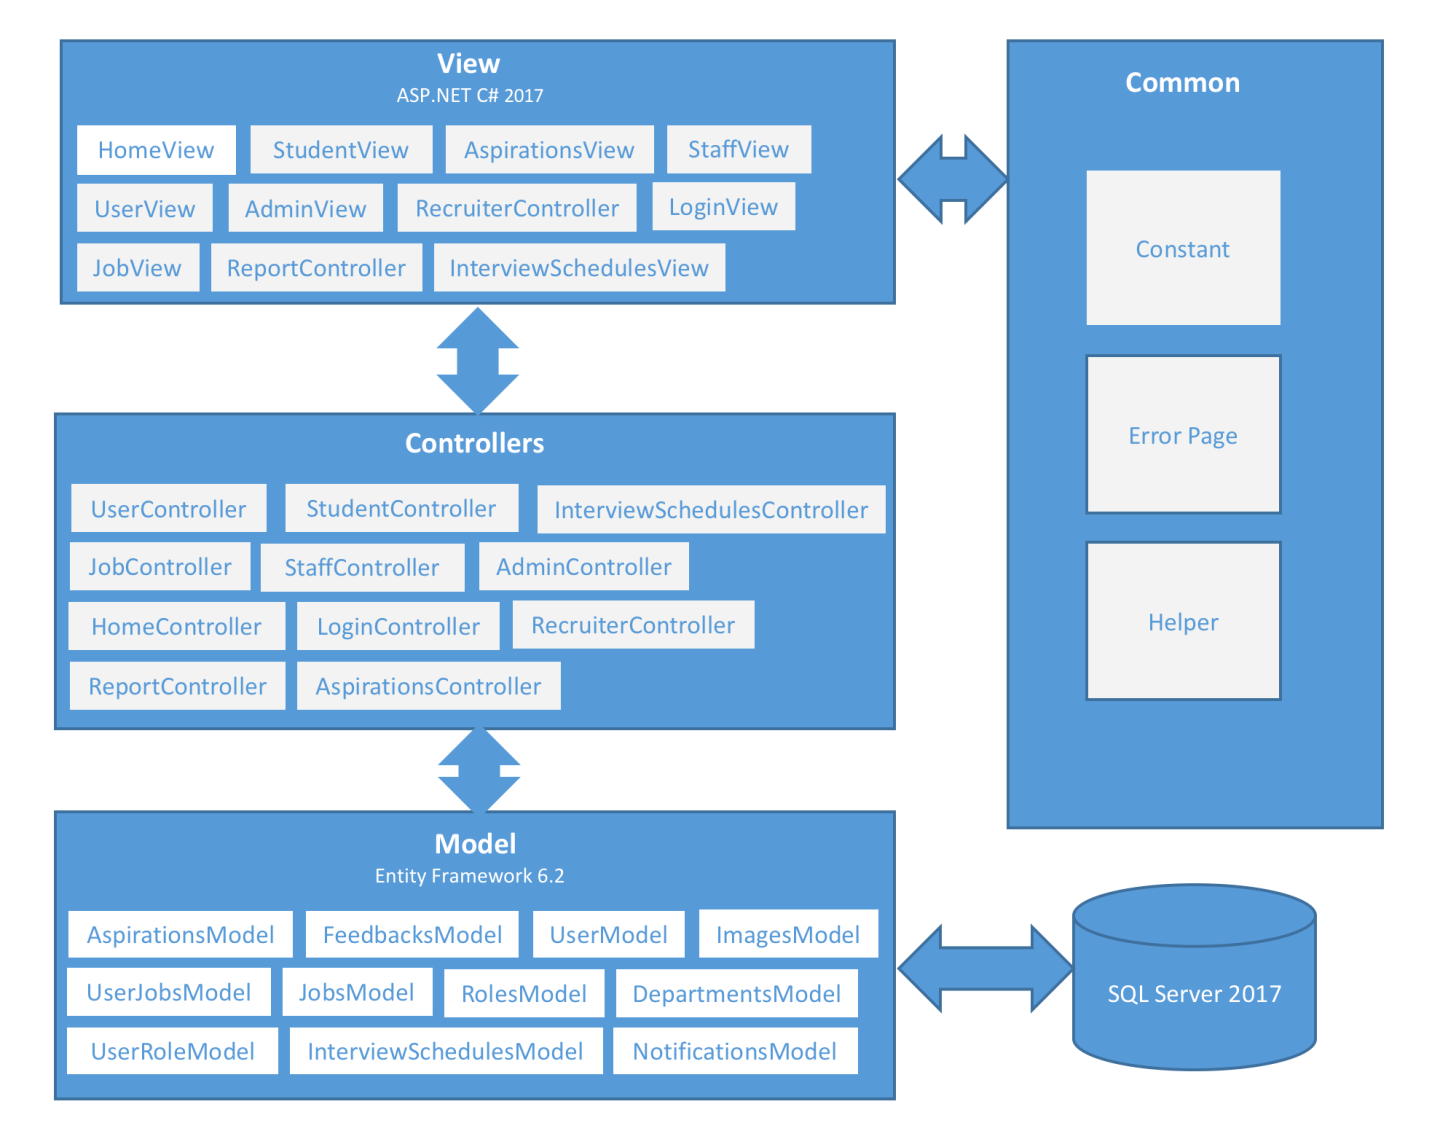 View
ASP.NET C# 2017
HomeView StudentView AspirationsView StaffView
UserView AdminView RecruiterController LoginView
JobView ReportController InterviewSchedulesView
Common
Constant
Error Page
Helper
Controllers
UserController StudentController InterviewSchedulesController
JobController StaffController AdminController
HomeController LoginController RecruiterController
ReportController AspirationsController
Model
Entity Framework 6.2
AspirationsModel FeedbacksModel UserModel ImagesModel
UserJobsModel JobsModel RolesModel DepartmentsModel
UserRoleModel InterviewSchedulesModel NotificationsModel
SQL Server 2017